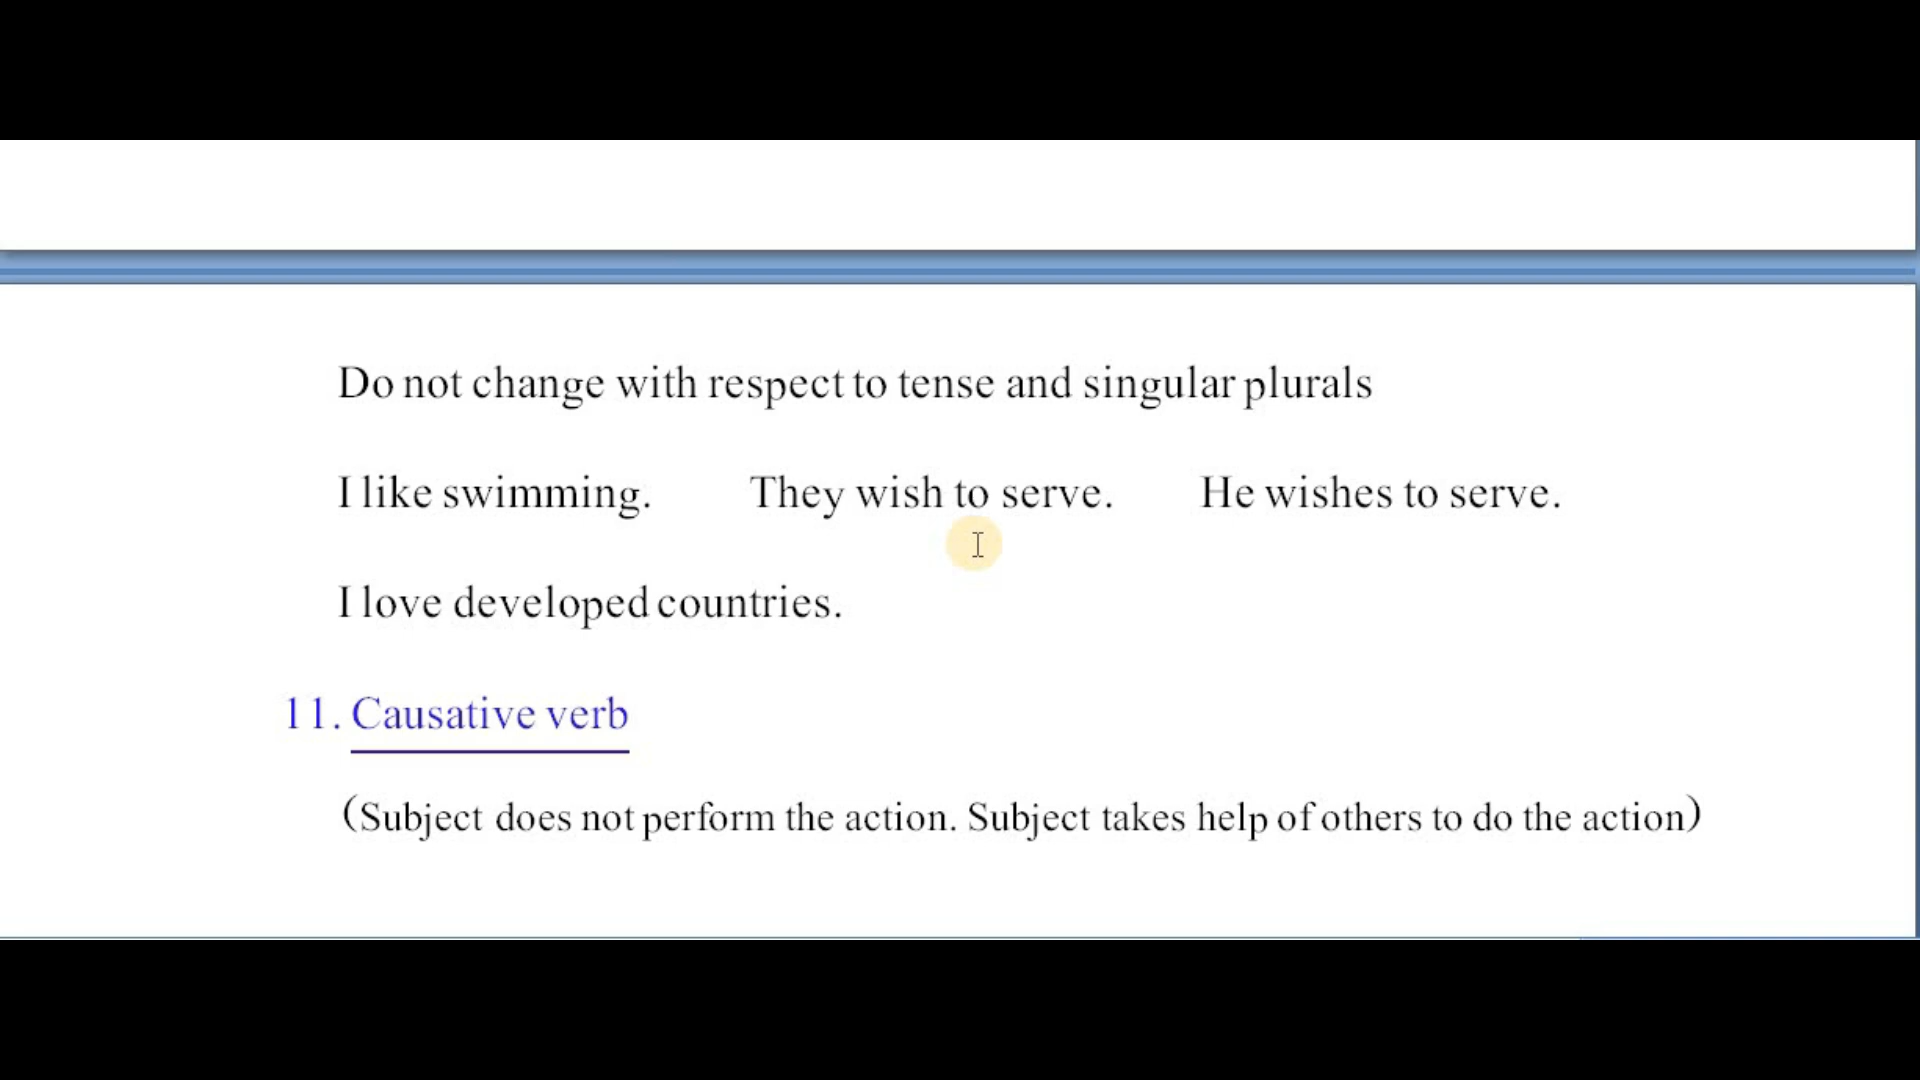 Do not change with respect to tense and singular plurals
I like swimming. They wish to serve. He wishes to serve.
I love developed countries.
11. Causative verb
(Subject does not perform the action. Subject takes help of others to do the action)